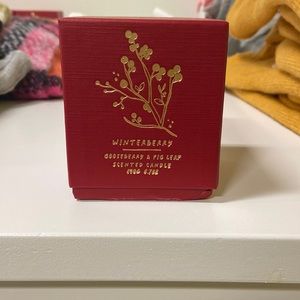 WINTERBERRY
GOOSEBERRY & FIG LEAF
SCENTED CANDLE
190G 6.7OZ